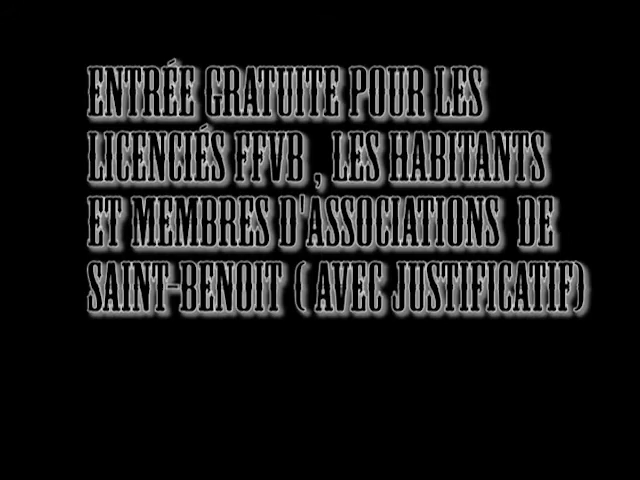 ENTRÉE GRATUITE POUR LES
LICENCIÉS FFVB , LES HABITANTS
ET MEMBRES D'ASSOCIATIONS DE
SAINT-BENOIT ( AVEC JUSTIFICATIF)